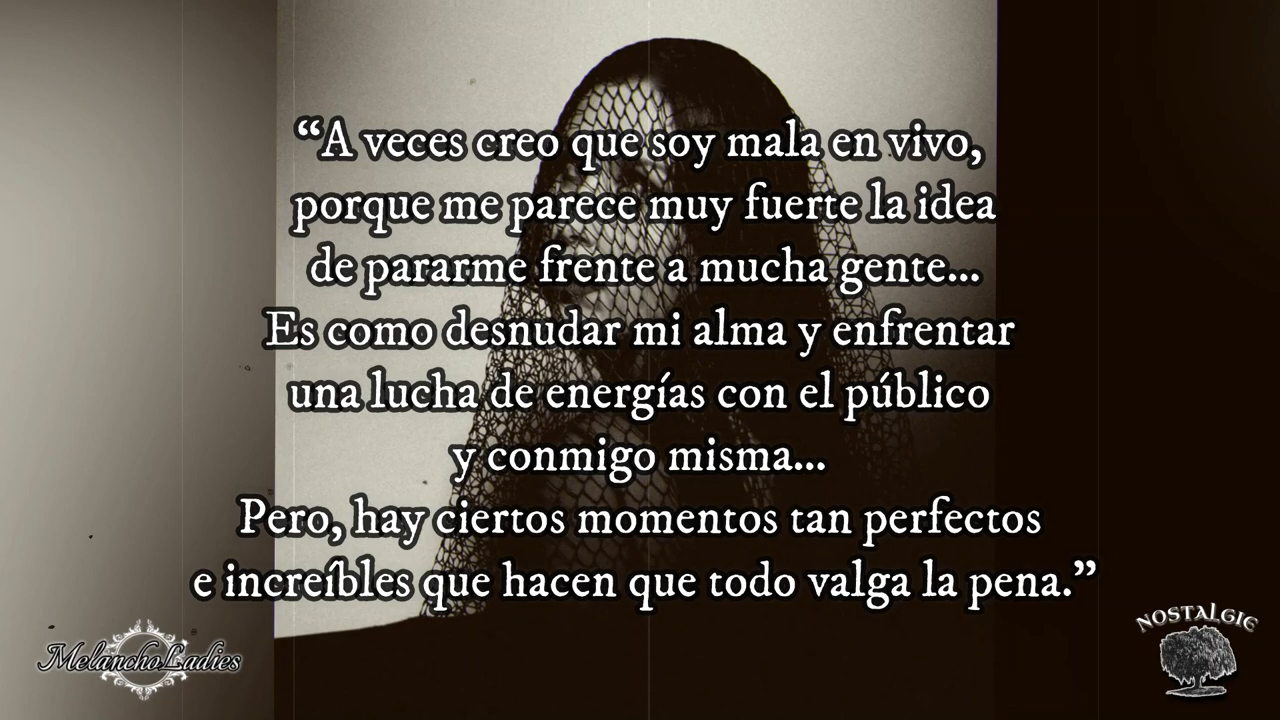 “A veces creo que soy mala en vivo,
porque me parece muy fuerte la idea
de pararme frente a mucha gente...
Es como desnudar mi alma y enfrentar
una lucha de energías con el público
y conmigo misma...
Pero, hay ciertos momentos tan perfectos
e increíbles que hacen que todo valga la pena.”
MelanchoLadies
NOSTALGIE